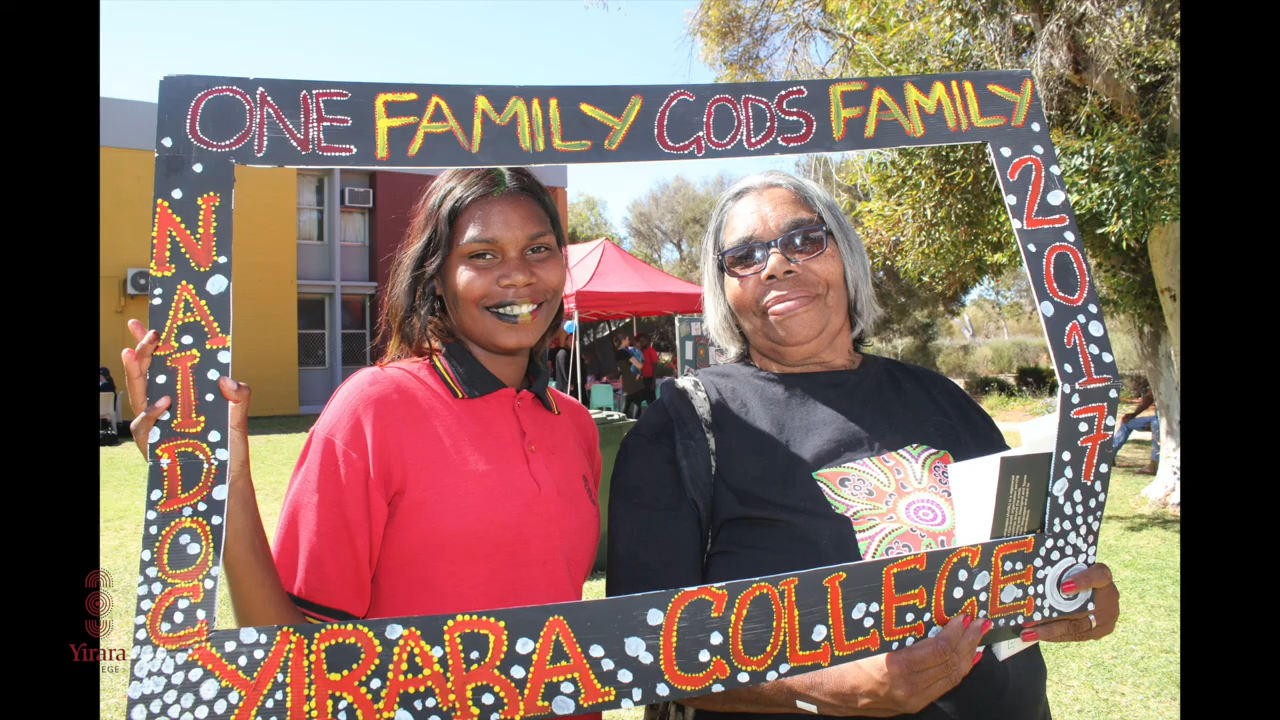 ONE FAMILY GODS FAMILY
NAIDOC
2017
YIRARA COLLEGE
Yirara